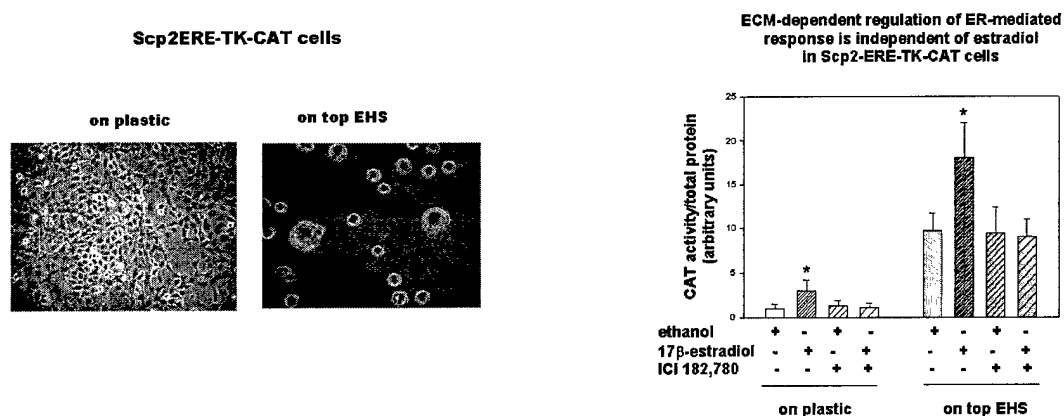 Scp2ERE-TK-CAT cells
on plastic
on top EHS
ECM-dependent regulation of ER-mediated
response is independent of estradiol
in Scp2-ERE-TK-CAT cells
CAT activity/total protein
(arbitrary units)
25
20
15
10
5
0
*
*
ethanol + - + - + - + -
17β-estradiol - + - + - + - +
ICI 182,780 - - + + - - + +
on plastic
on top EHS